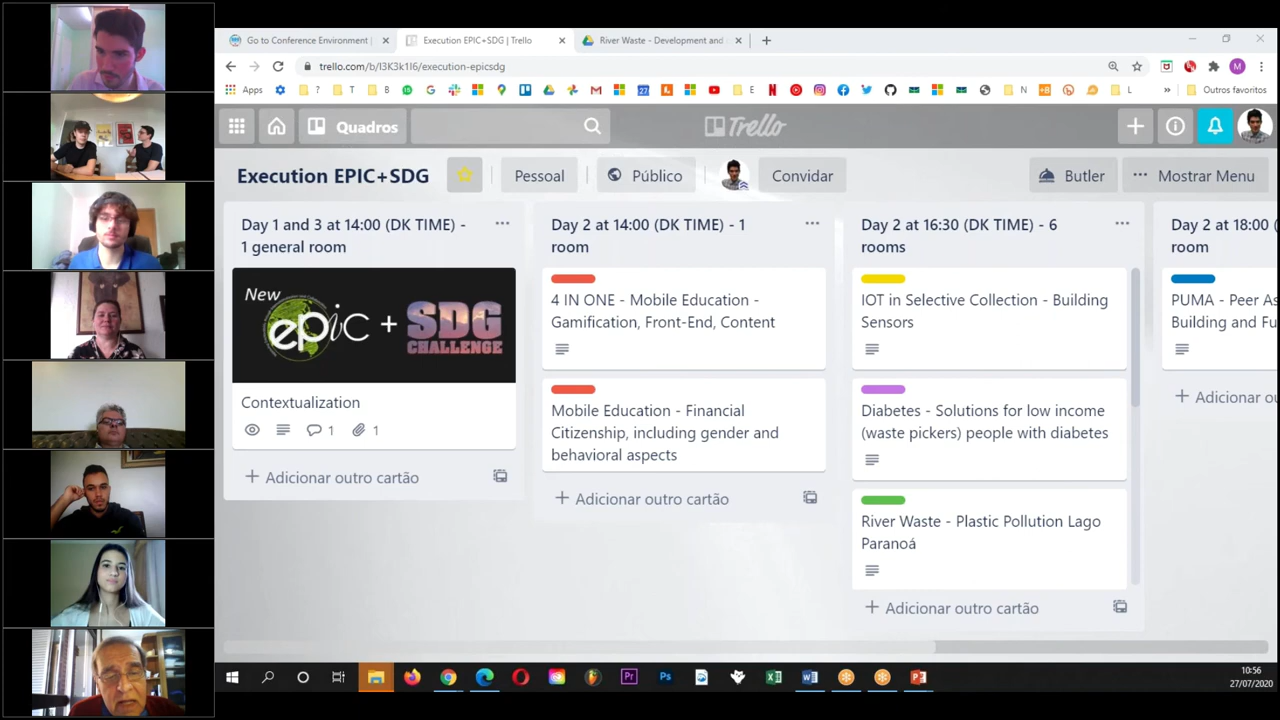 Go to Conference Environment |
Execution EPIC+SDG | Trello
River Waste - Development and
trello.com/b/I3K3k1I6/execution-epicsdg
M
Apps
?
T
B
27
E
N
+B
L
Outros favoritos
Quadros
Trello
Execution EPIC+SDG
Pessoal
Público
Convidar
Butler
Mostrar Menu
Day 1 and 3 at 14:00 (DK TIME) -
1 general room
New
epic + SDG
CHALLENGE
Contextualization
1
1
+ Adicionar outro cartão
Day 2 at 14:00 (DK TIME) - 1
room
4 IN ONE - Mobile Education -
Gamification, Front-End, Content
Mobile Education - Financial
Citizenship, including gender and
behavioral aspects
+ Adicionar outro cartão
Day 2 at 16:30 (DK TIME) - 6
rooms
IOT in Selective Collection - Building
Sensors
Diabetes - Solutions for low income
(waste pickers) people with diabetes
River Waste - Plastic Pollution Lago
Paranoá
+ Adicionar outro cartão
Day 2 at 18:00
room
PUMA - Peer As
Building and Fu
+ Adicionar ou
Pr
Ps
10:56
27/07/2020